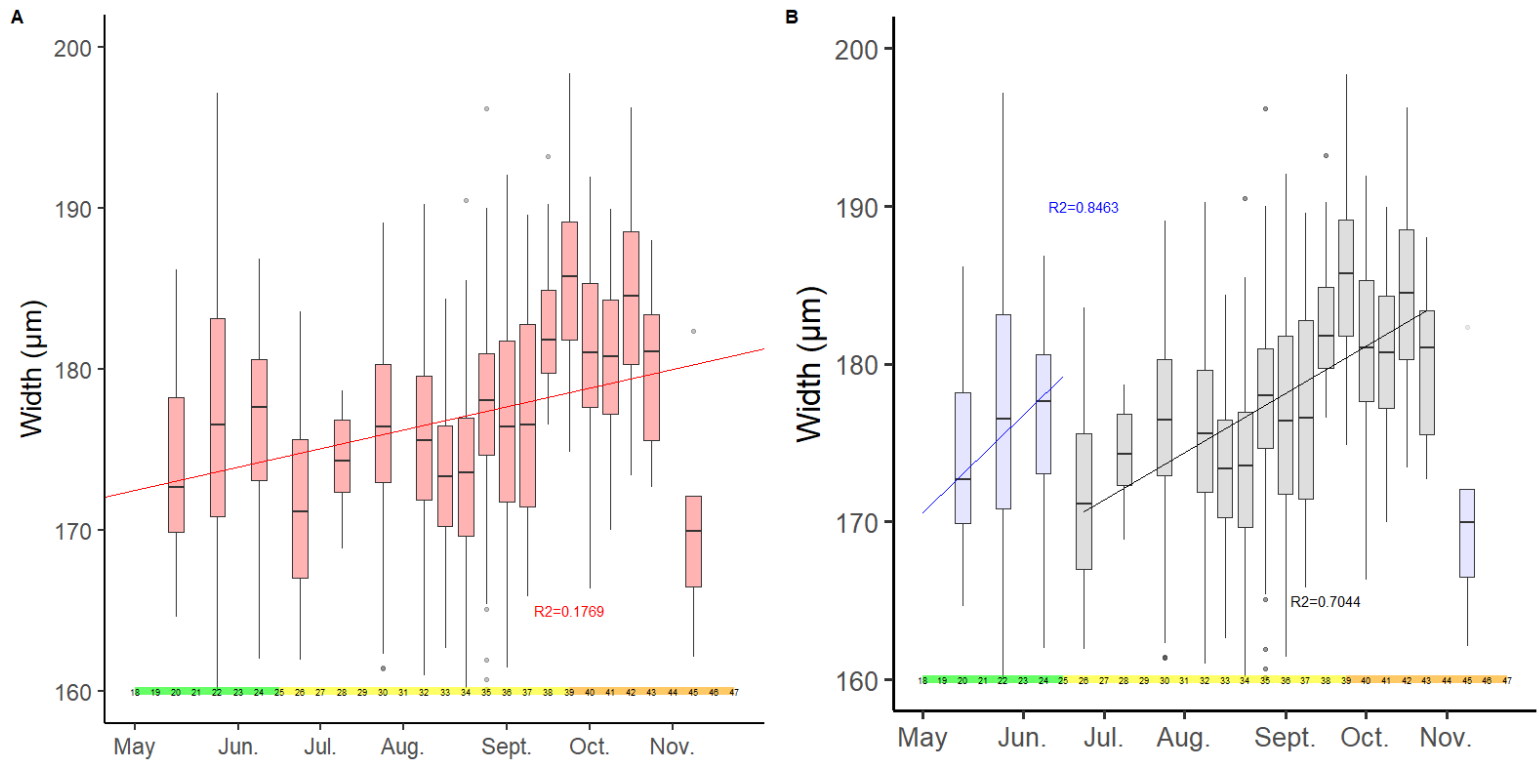 A
B
Width (µm)
200
190
180
170
160
R2=0.1769
18 19 20 21 22 23 24 25 26 27 28 29 30 31 32 33 34 35 36 37 38 39 40 41 42 43 44 45 46 47
May Jun. Jul. Aug. Sept. Oct. Nov.
Width (µm)
200
190
180
170
160
R2=0.8463
R2=0.7044
18 19 20 21 22 23 24 25 26 27 28 29 30 31 32 33 34 35 36 37 38 39 40 41 42 43 44 45 46 47
May Jun. Jul. Aug. Sept. Oct. Nov.